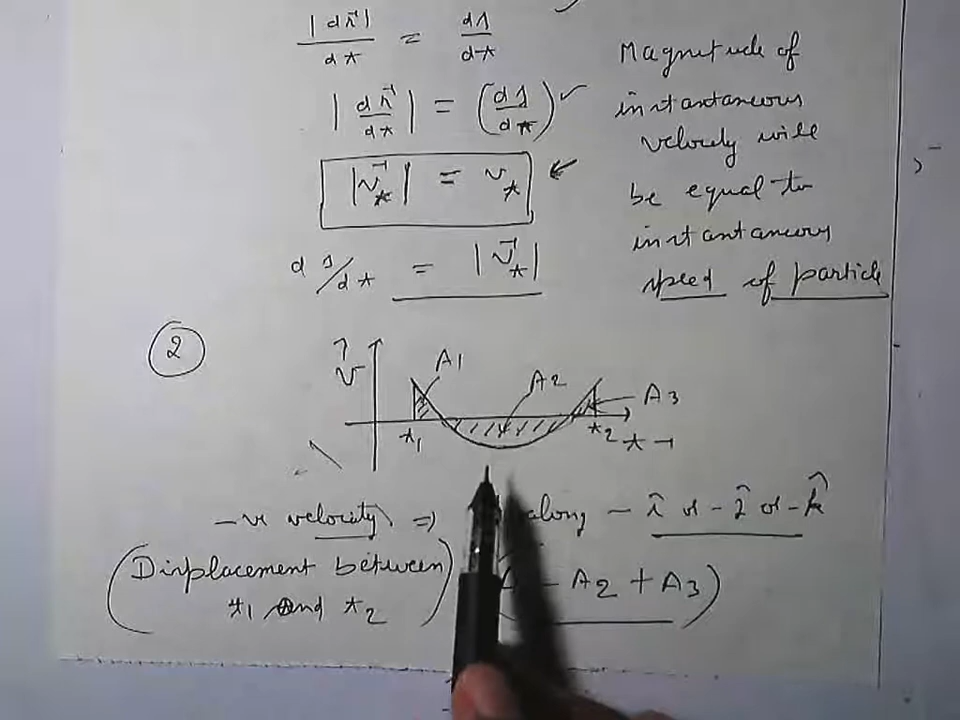 |dr⃗|/dt = ds/dt
|dr⃗/dt| = (ds/dt) ✓
|v⃗t| = vt
ds/dt = |v⃗t|
Magnitude of
instantaneous
velocity will
be equal to
instantaneous
speed of particle
2
v A1 A2 A3
t1 t2 t→
-ve velocity ⇒ along - î or - ĵ or - k̂
(Displacement between
t1 and t2) - A2 + A3)